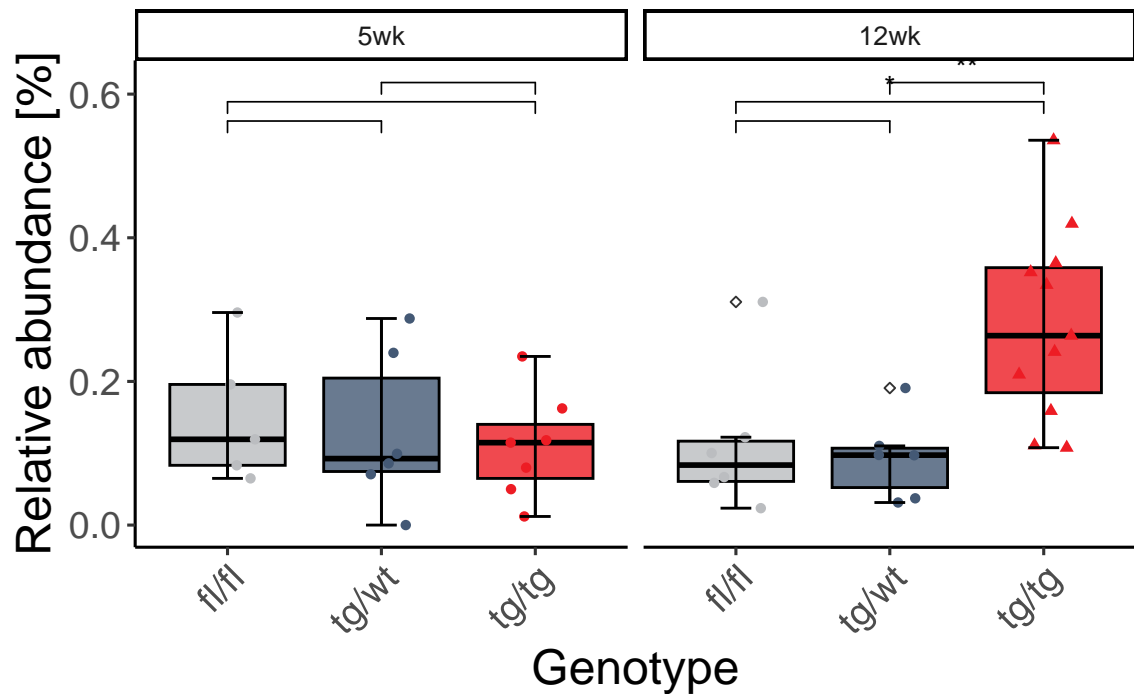 5wk
12wk
Relative abundance [%]
0.6
0.4
0.2
0.0
**
*
fl/fl
tg/wt
tg/tg
fl/fl
tg/wt
tg/tg
Genotype